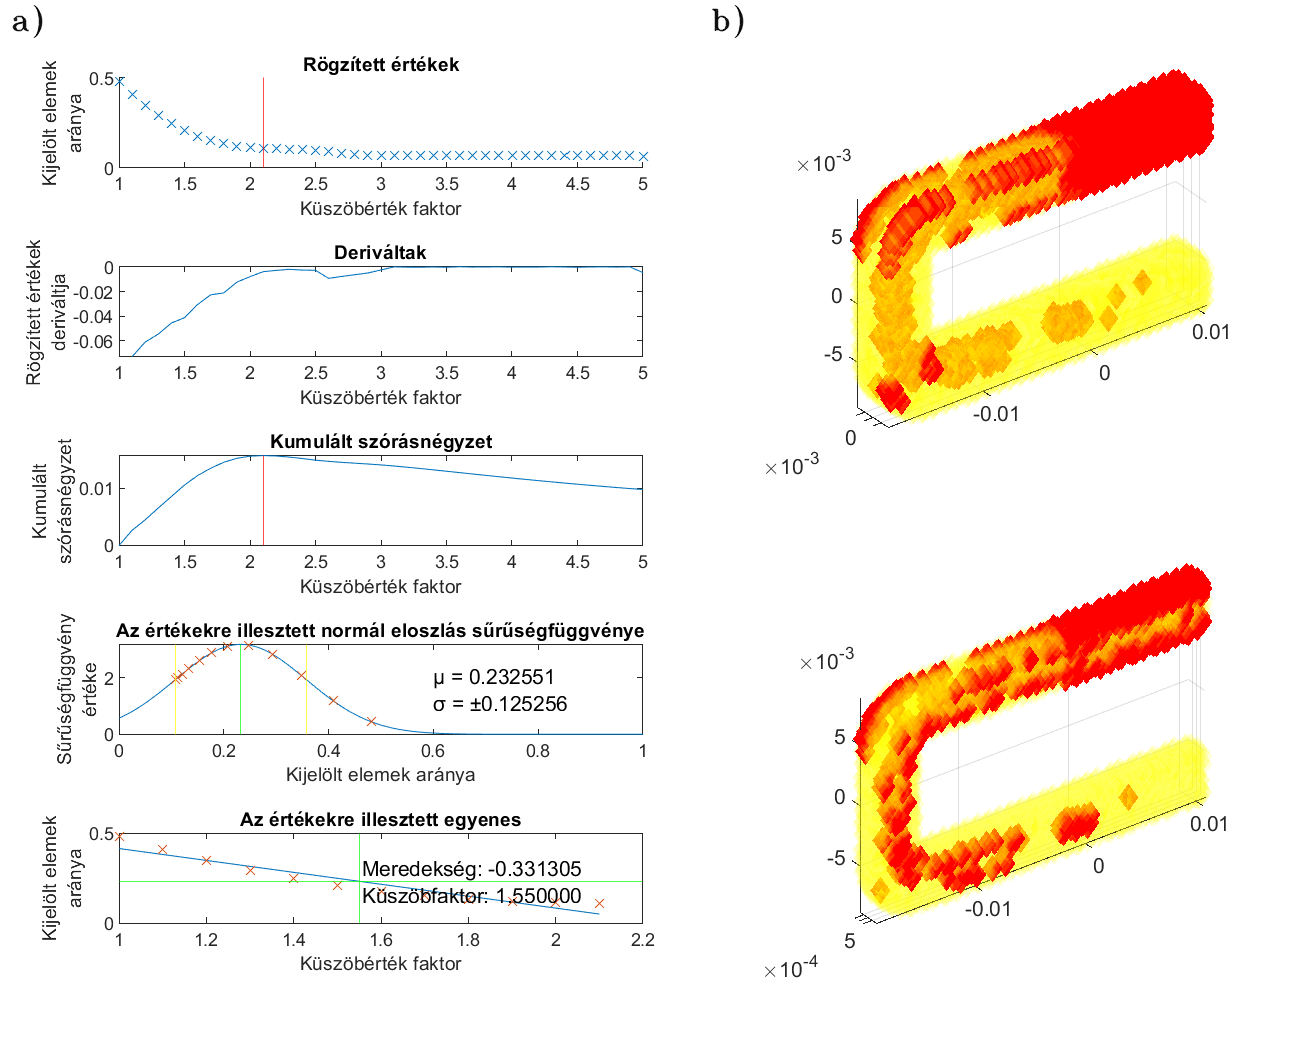 a)
Rögzített értékek
Kijelölt elemek
aránya
0.5
0
1 1.5 2 2.5 3 3.5 4 4.5 5
Küszöbérték faktor
Deriváltak
Rögzített értékek
deriváltja
0
-0.02
-0.04
-0.06
1 1.5 2 2.5 3 3.5 4 4.5 5
Küszöbérték faktor
Kumulált szórásnégyzet
Kumulált
szórásnégyzet
0.01
0
1 1.5 2 2.5 3 3.5 4 4.5 5
Küszöbérték faktor
Az értékekre illesztett normál eloszlás sűrűségfüggvénye
Sűrűségfüggvény
értéke
2
0
μ = 0.232551
σ = ±0.125256
0 0.2 0.4 0.6 0.8 1
Kijelölt elemek aránya
Az értékekre illesztett egyenes
Kijelölt elemek
aránya
0.5
0
Meredekség: -0.331305
Küszöbfaktor: 1.550000
1 1.2 1.4 1.6 1.8 2 2.2
Küszöbérték faktor
b)
×10-3
5
0
-5
0.01
0
-0.01
0
×10-3
×10-3
5
0
-5
0.01
0
-0.01
5
×10-4